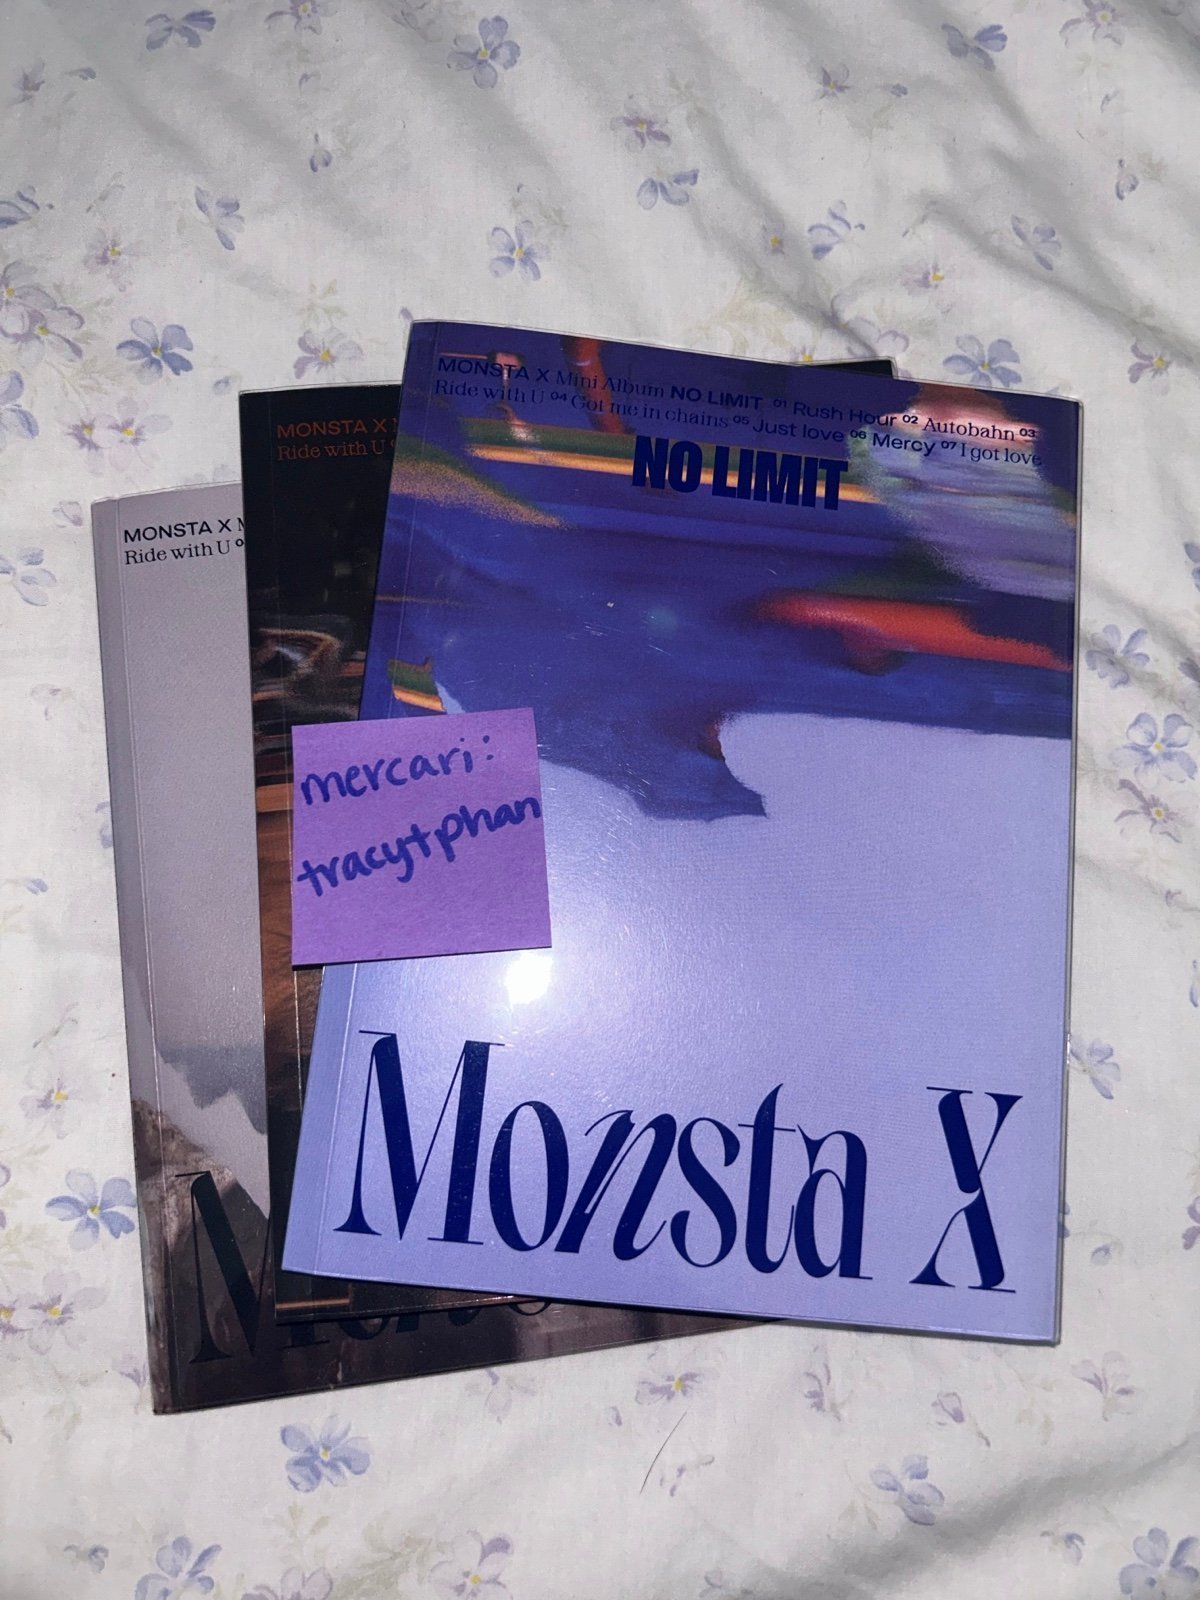 MONSTA X Mini Album NO LIMIT 01 Rush Hour 02 Autobahn 03
Ride with U 04 Got me in chains 05 Just love 06 Mercy 07 I got love
NO LIMIT
MONSTA X
Ride with U
MONSTA X M
Ride with U 0
mercari:
tracytphan
Monsta X